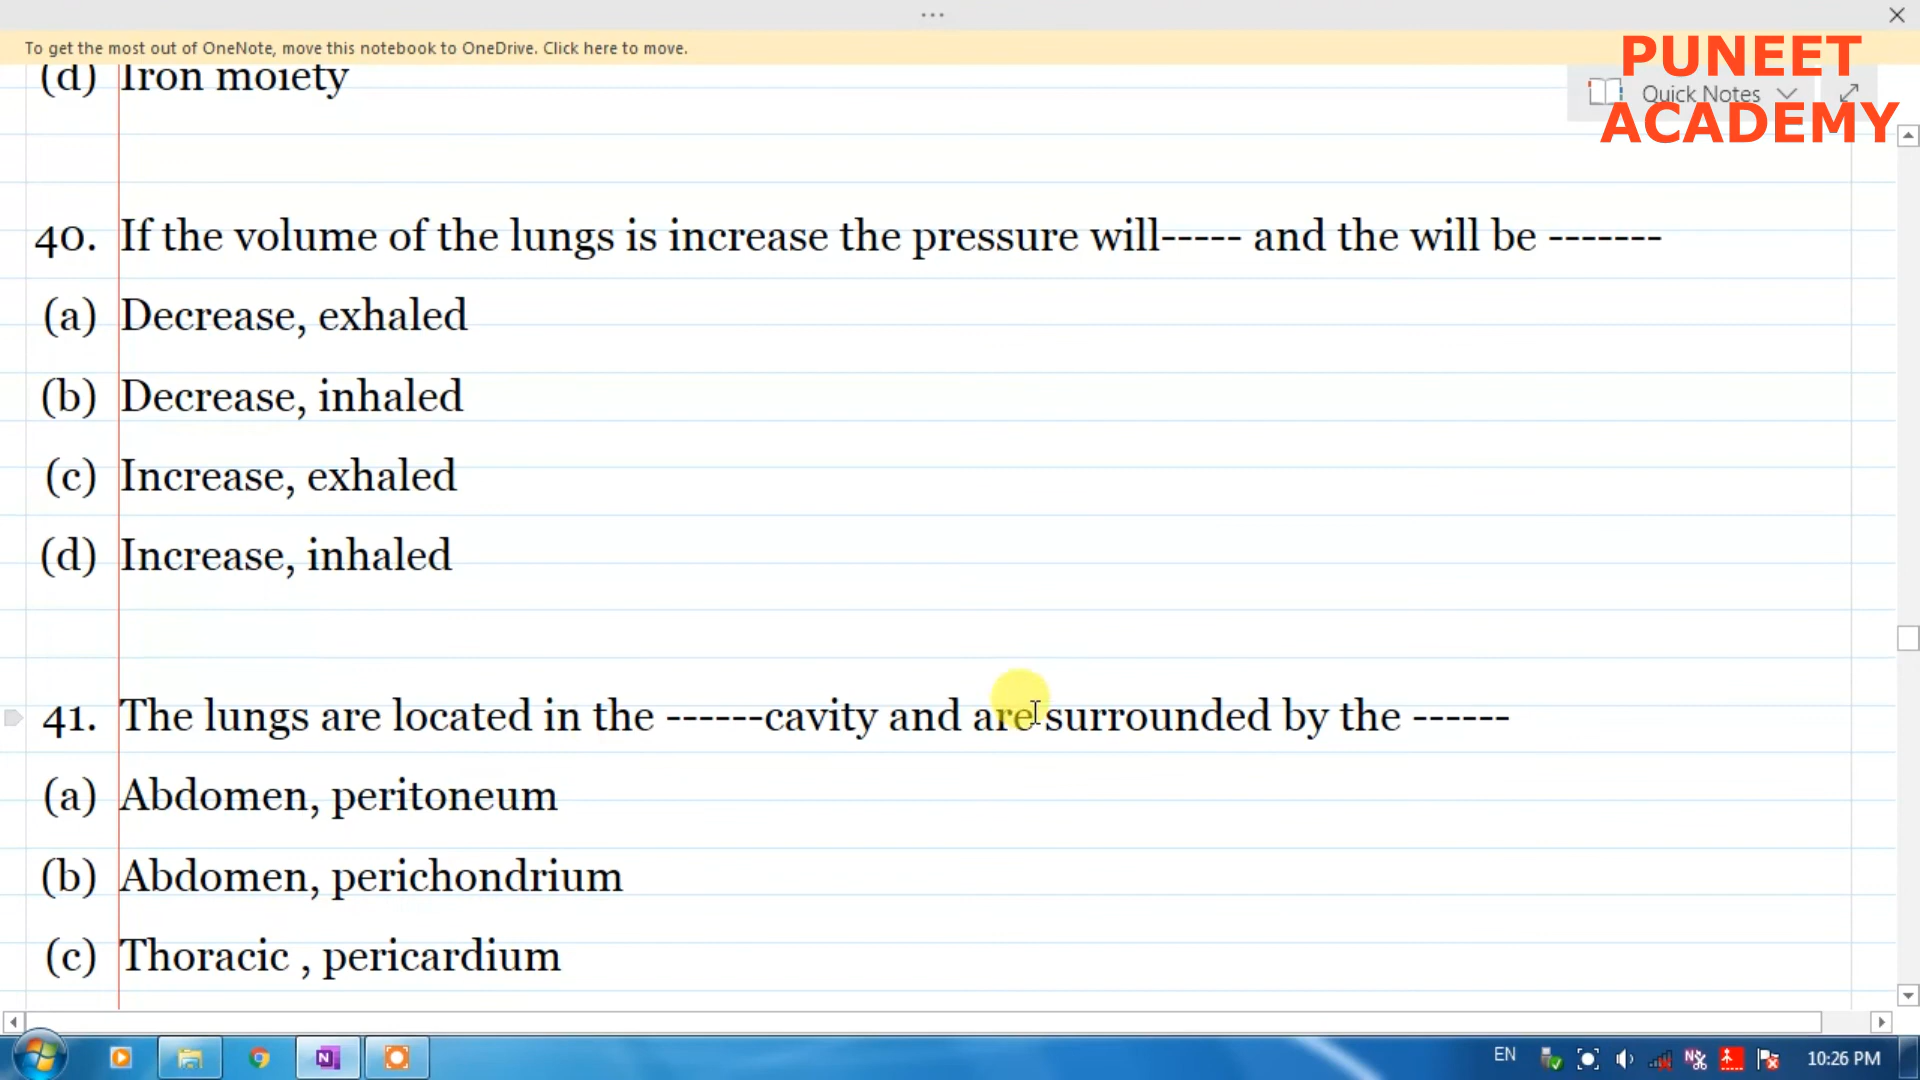 ...
To get the most out of OneNote, move this notebook to OneDrive. Click here to move.
PUNEET
ACADEMY
Quick Notes
(d) Iron moiety
40. If the volume of the lungs is increase the pressure will----- and the will be -------
(a) Decrease, exhaled
(b) Decrease, inhaled
(c) Increase, exhaled
(d) Increase, inhaled
41. The lungs are located in the ------cavity and are surrounded by the ------
(a) Abdomen, peritoneum
(b) Abdomen, perichondrium
(c) Thoracic , pericardium
EN
10:26 PM